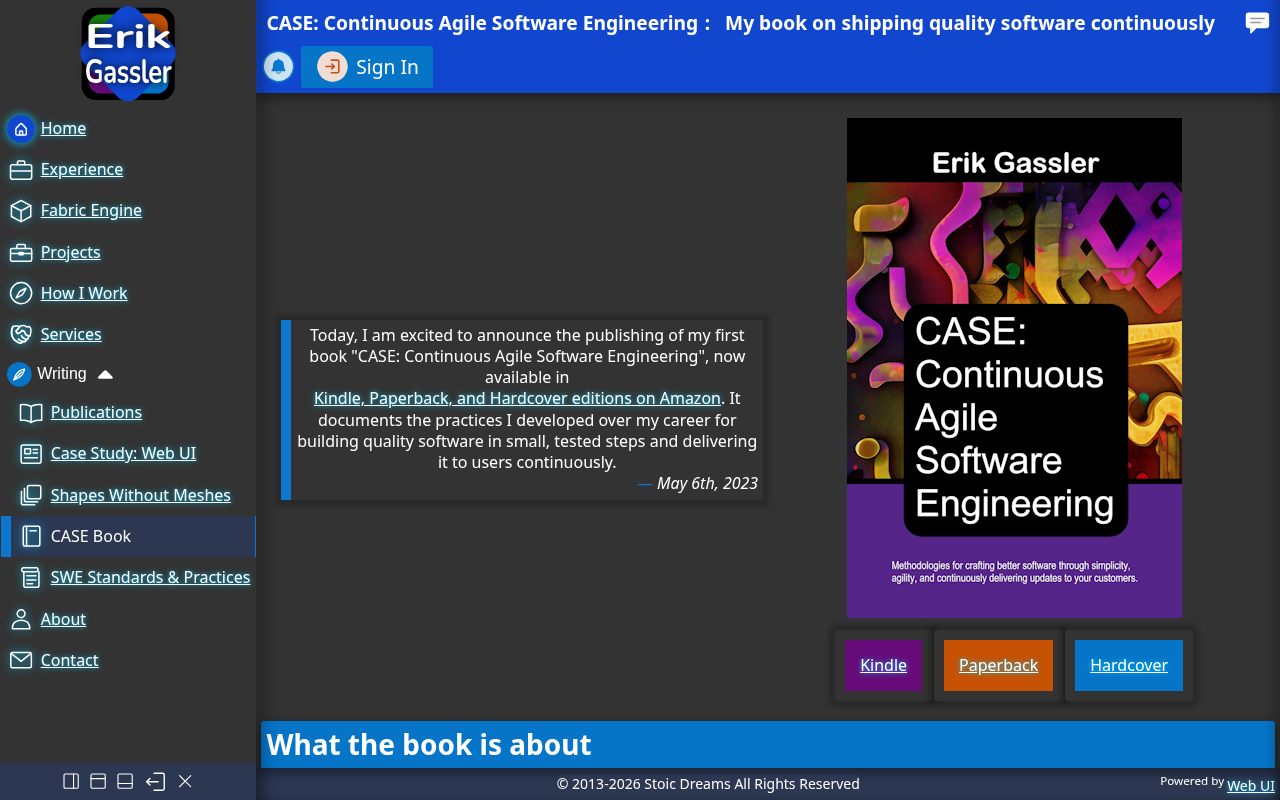 Erik
Gassler
Home
Experience
Fabric Engine
Projects
How I Work
Services
Writing
Publications
Case Study: Web UI
Shapes Without Meshes
CASE Book
SWE Standards & Practices
About
Contact
CASE: Continuous Agile Software Engineering : My book on shipping quality software continuously
Sign In
Today, I am excited to announce the publishing of my first
book "CASE: Continuous Agile Software Engineering", now
available in
Kindle, Paperback, and Hardcover editions on Amazon. It
documents the practices I developed over my career for
building quality software in small, tested steps and delivering
it to users continuously.
— May 6th, 2023
Erik Gassler
CASE:
Continuous
Agile
Software
Engineering
Methodologies for crafting better software through simplicity,
agility, and continuously delivering updates to your customers.
Kindle
Paperback
Hardcover
What the book is about
© 2013-2026 Stoic Dreams All Rights Reserved
Powered by Web UI